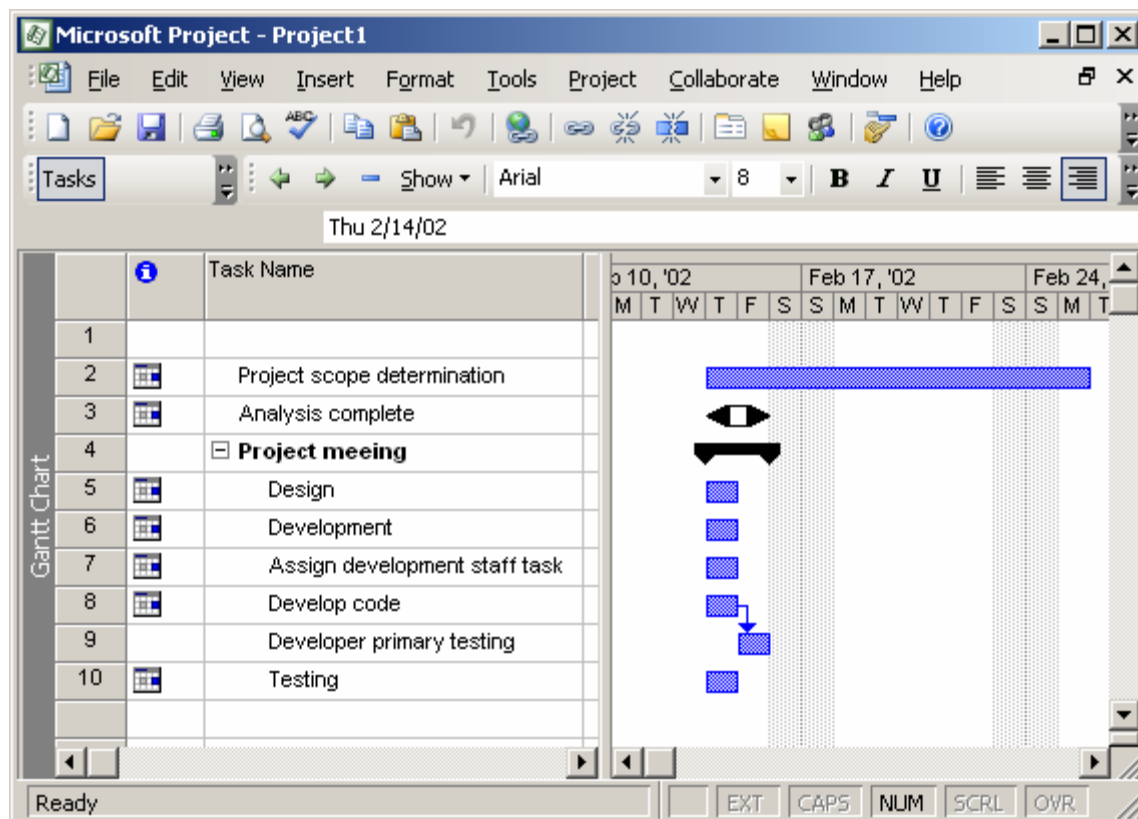 Microsoft Project - Project1
File Edit View Insert Format Tools Project Collaborate Window Help
ABC
Tasks Show Arial 8 B I U
Thu 2/14/02
Task Name
10, '02 Feb 17, '02 Feb 24,
M T W T F S S M T W T F S S M T
1
2 Project scope determination
3 Analysis complete
4 Project meeing
5 Design
6 Development
7 Assign development staff task
8 Develop code
9 Developer primary testing
10 Testing
Gantt Chart
Ready EXT CAPS NUM SCRL OVR